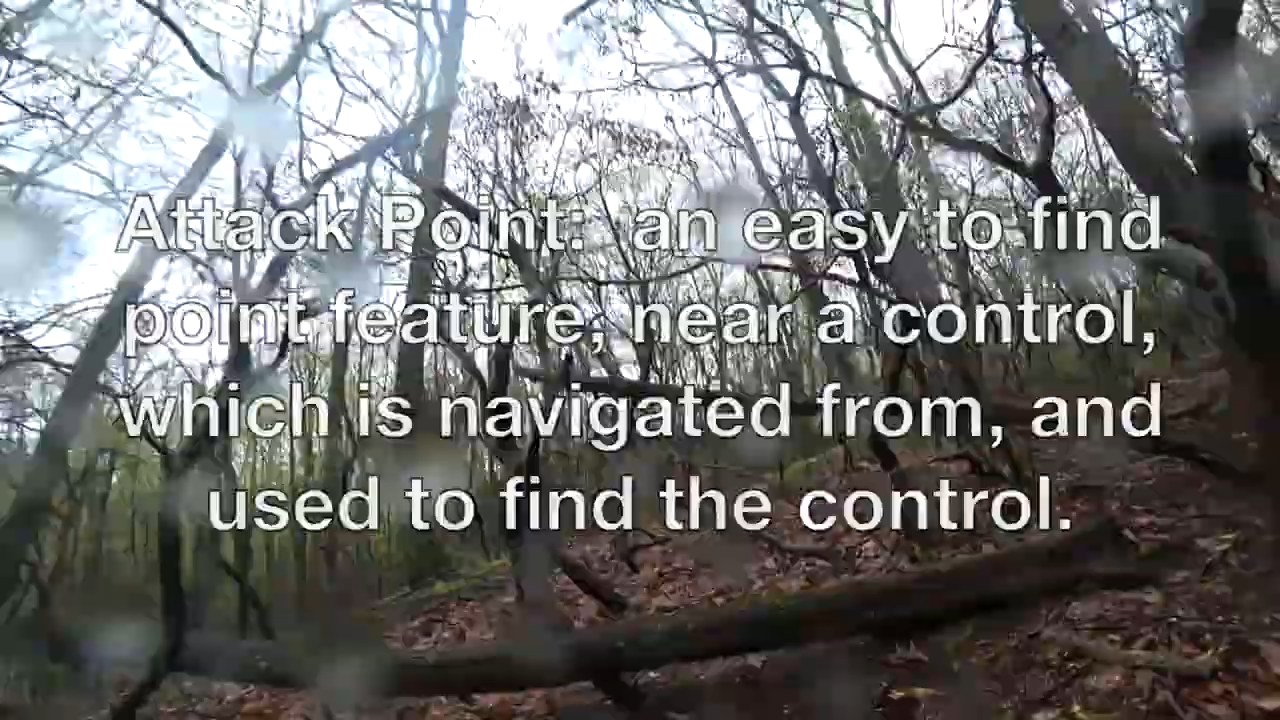 Attack Point:  an easy to find
point feature, near a control,
which is navigated from, and
used to find the control.